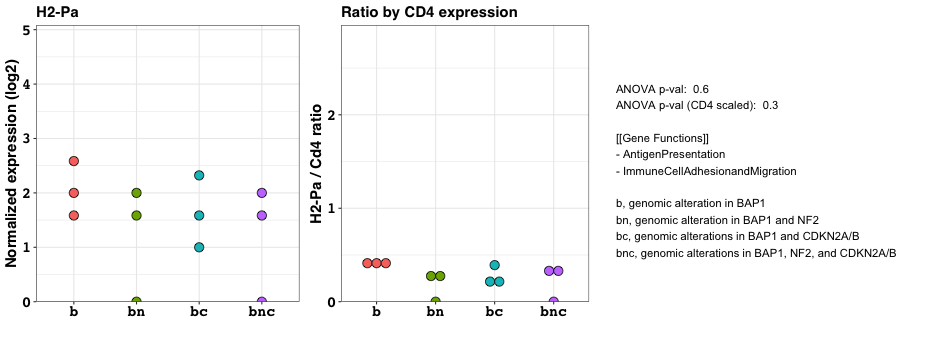 H2-Pa
Normalized expression (log2)
5
4
3
2
1
0
b bn bc bnc
Ratio by CD4 expression
H2-Pa / Cd4 ratio
2
1
0
b bn bc bnc
ANOVA p-val: 0.6
ANOVA p-val (CD4 scaled): 0.3
[[Gene Functions]]
- AntigenPresentation
- ImmuneCellAdhesionandMigration
b, genomic alteration in BAP1
bn, genomic alteration in BAP1 and NF2
bc, genomic alterations in BAP1 and CDKN2A/B
bnc, genomic alterations in BAP1, NF2, and CDKN2A/B